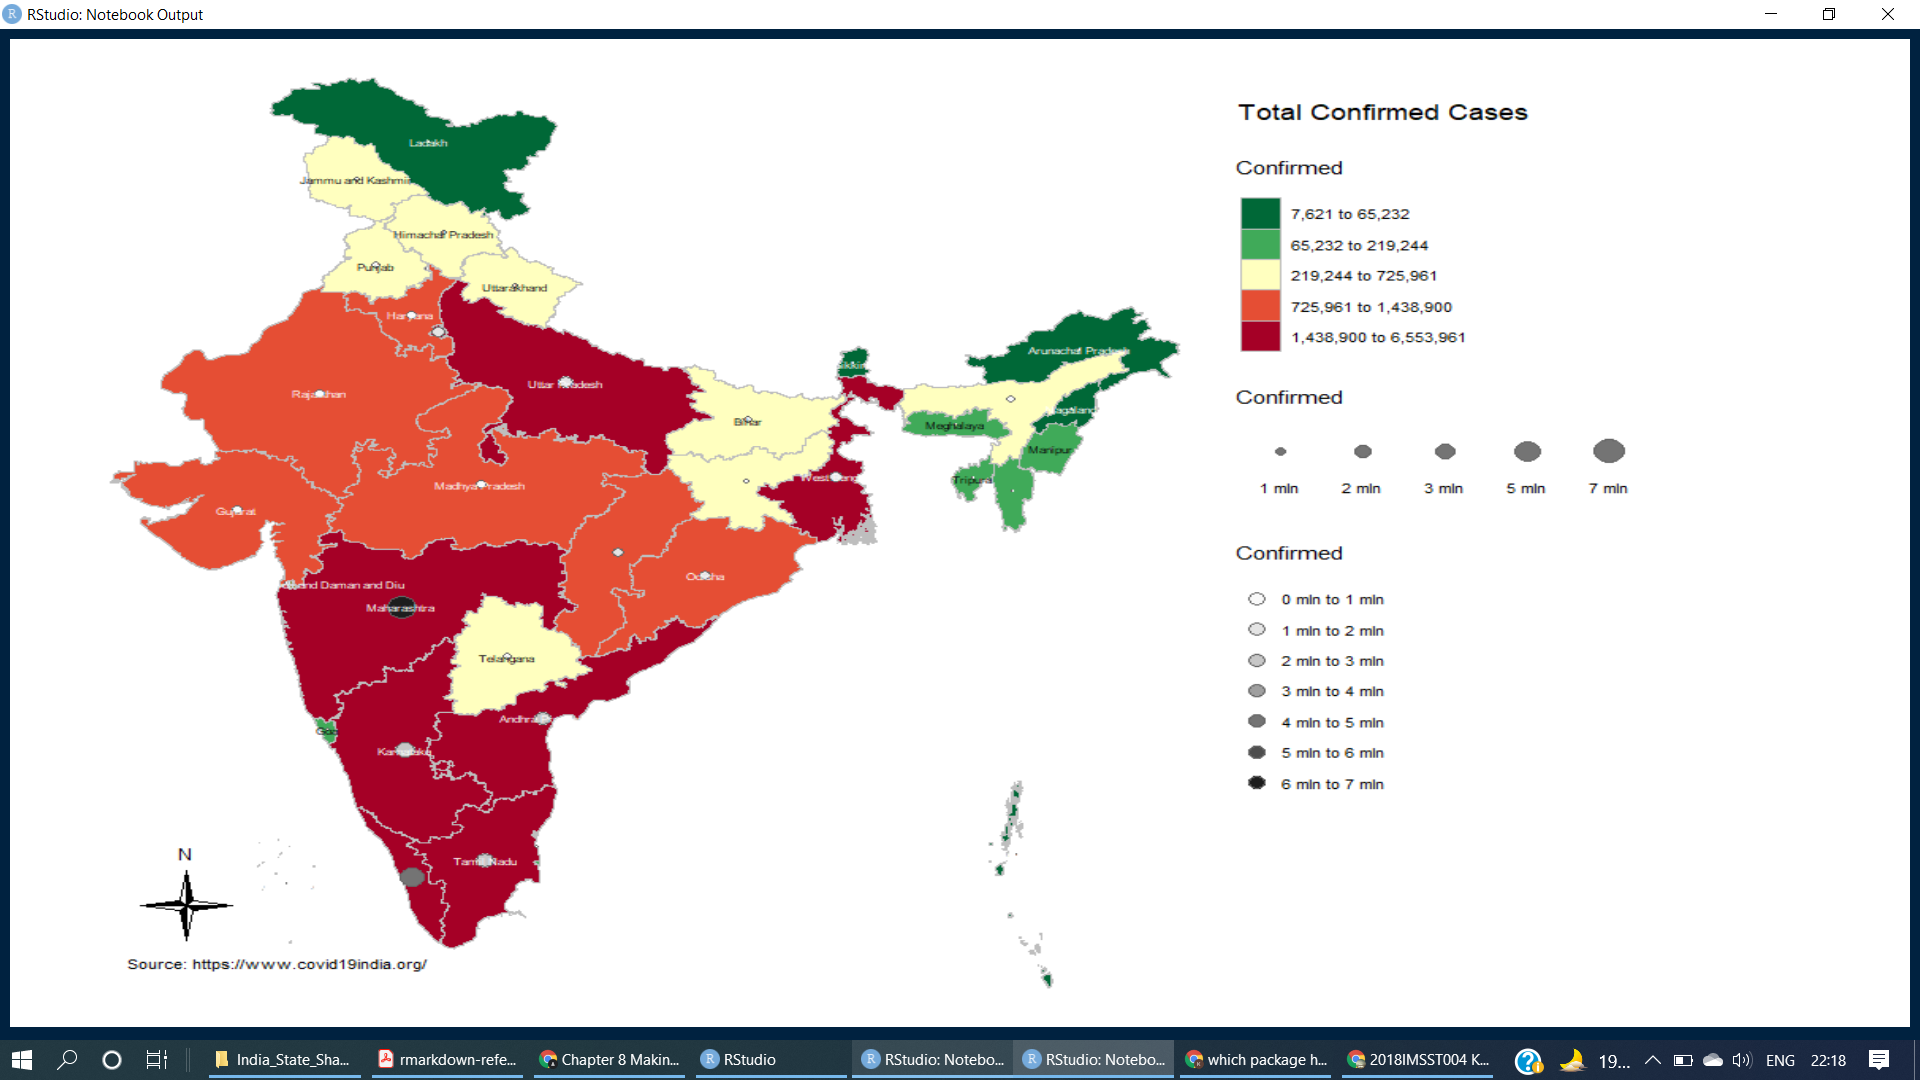 RStudio: Notebook Output
Ladakh
Jammu and Kashmir
Himachal Pradesh
Punjab
Uttarakhand
Haryana
Rajasthan
Uttar Pradesh
Arunachal Pradesh
Bihar
Meghalaya
Manipur
Tripura
Madhya Pradesh
Gujarat
and Daman and Diu
Odisha
Maharashtra
Telangana
Andhra
Goa
Karnataka
Tamil Nadu
N
Source: https://www.covid19india.org/
Total Confirmed Cases
Confirmed
7,621 to 65,232
65,232 to 219,244
219,244 to 725,961
725,961 to 1,438,900
1,438,900 to 6,553,961
Confirmed
1 mln 2 mln 3 mln 5 mln 7 mln
Confirmed
0 mln to 1 mln
1 mln to 2 mln
2 mln to 3 mln
3 mln to 4 mln
4 mln to 5 mln
5 mln to 6 mln
6 mln to 7 mln
India_State_Sha... rmarkdown-refe... Chapter 8 Makin... RStudio RStudio: Notebo... RStudio: Notebo... which package h... 2018IMSST004 K... 19... ENG 22:18